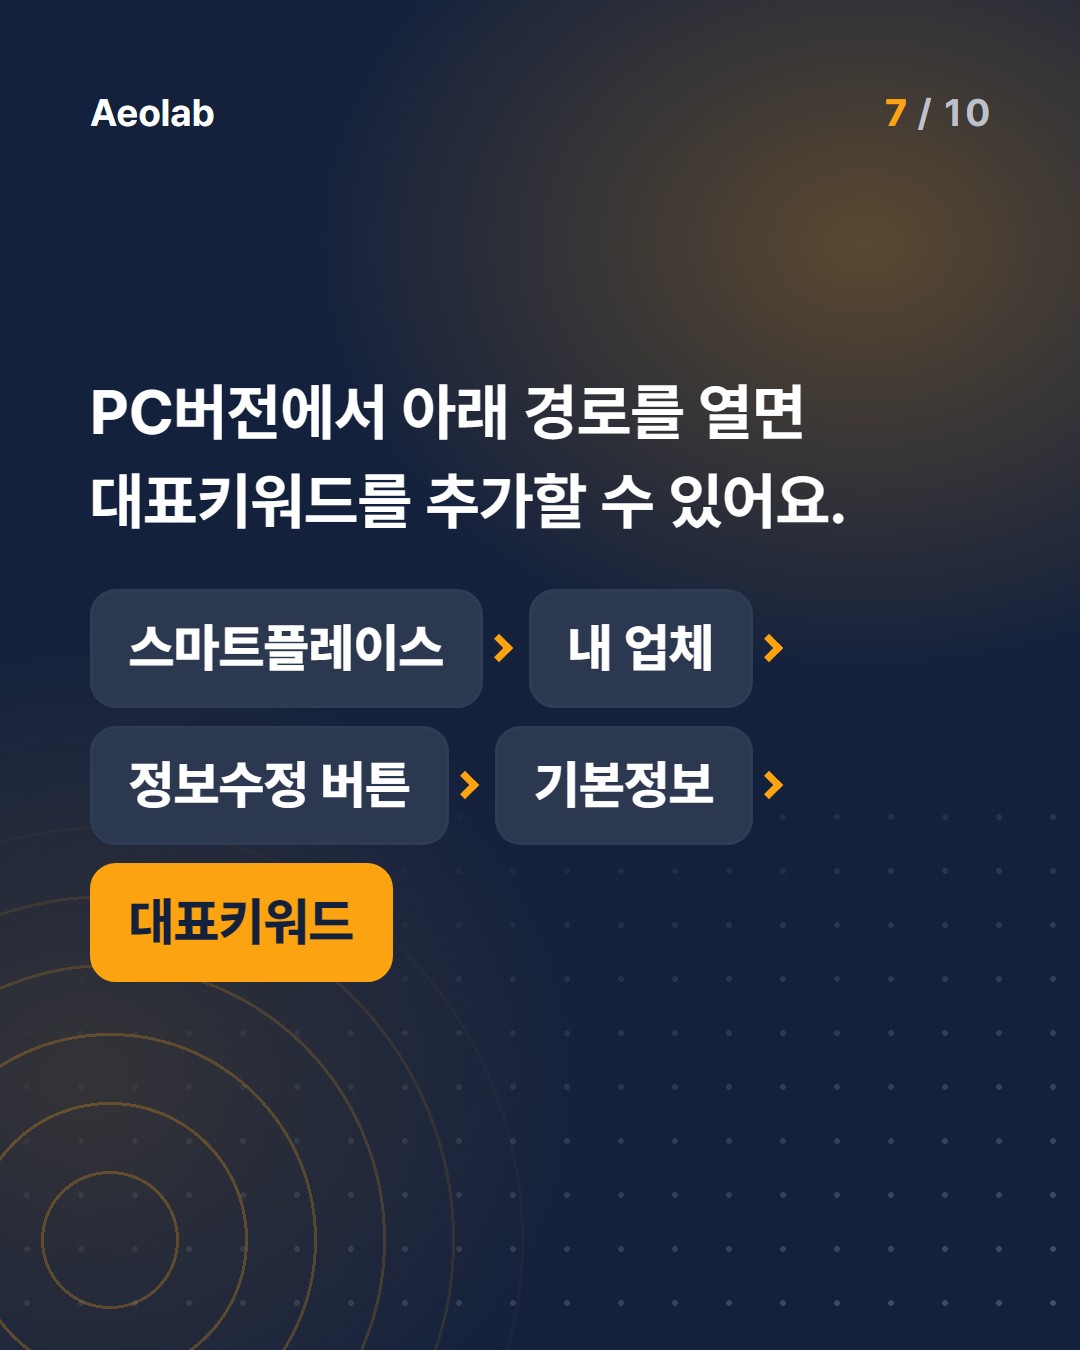 Aeolab
7 / 10
PC버전에서 아래 경로를 열면
대표키워드를 추가할 수 있어요.
스마트플레이스 > 내 업체 >
정보수정 버튼 > 기본정보 >
대표키워드